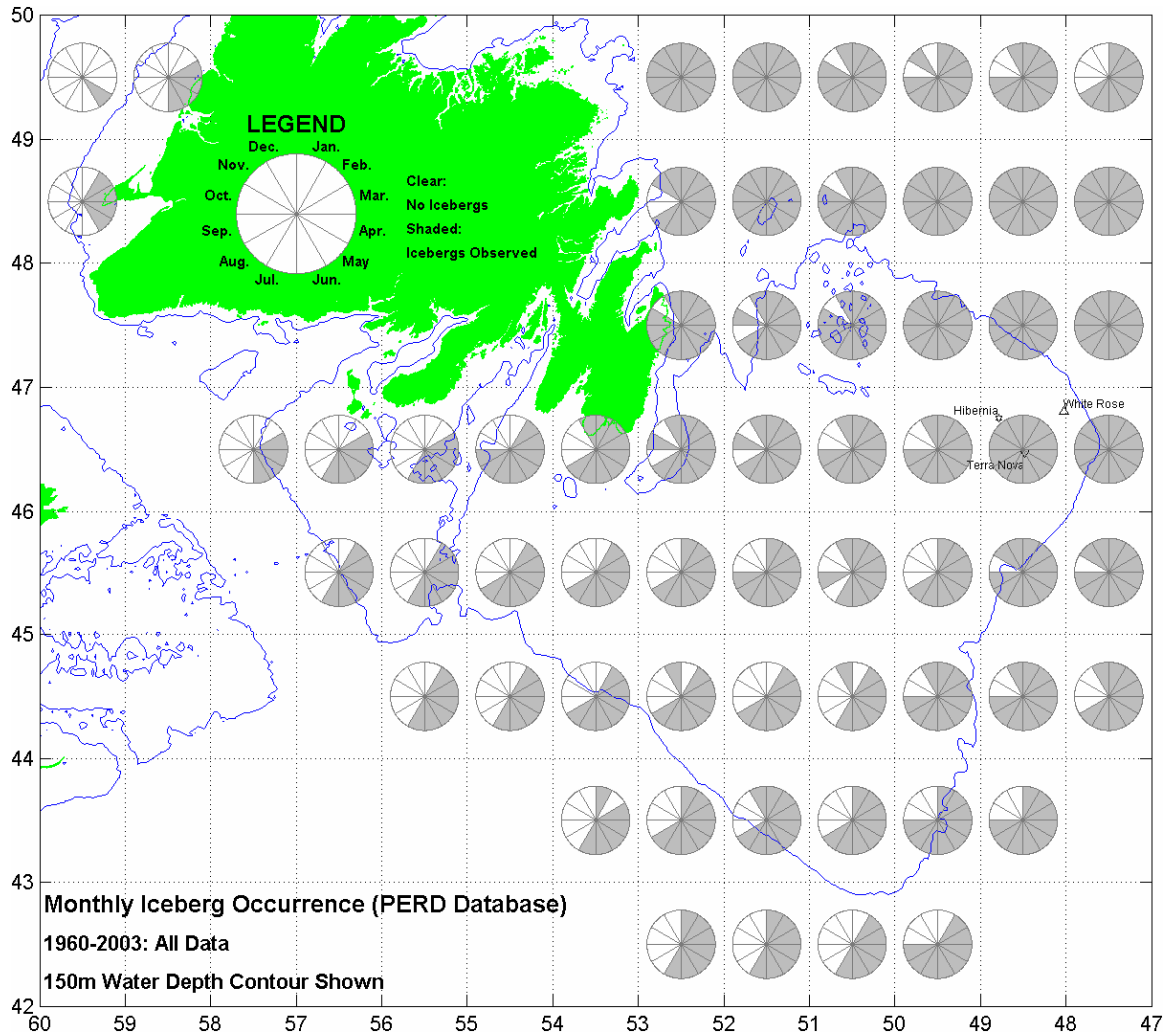 50
49
48
47
46
45
44
43
42
LEGEND
Dec. Jan.
Nov. Feb.
Oct. Mar.
Sep. Apr.
Aug. May
Jul. Jun.
Clear:
No Icebergs
Shaded:
Icebergs Observed
White Rose
Hibernia
Terra Nova
Monthly Iceberg Occurrence (PERD Database)
1960-2003: All Data
150m Water Depth Contour Shown
60 59 58 57 56 55 54 53 52 51 50 49 48 47